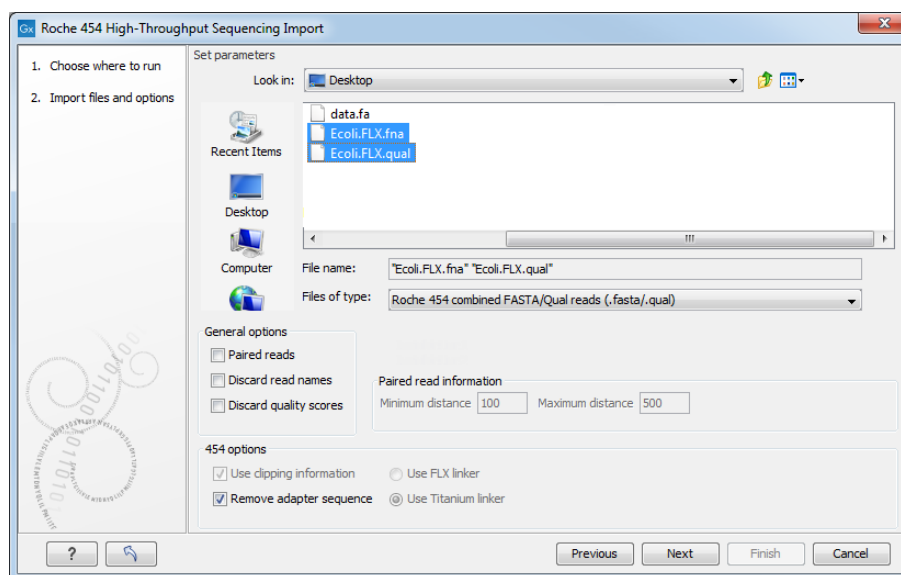 Gx Roche 454 High-Throughput Sequencing Import
1. Choose where to run
2. Import files and options
Set parameters
Look in: Desktop
data.fa
Ecoli.FLX.fna
Ecoli.FLX.qual
Recent Items
Desktop
Computer
File name: "Ecoli.FLX.fna" "Ecoli.FLX.qual"
Files of type: Roche 454 combined FASTA/Qual reads (.fasta/.qual)
General options
Paired reads
Discard read names
Discard quality scores
Paired read information
Minimum distance 100 Maximum distance 500
454 options
Use clipping information Use FLX linker
Remove adapter sequence Use Titanium linker
? Previous Next Finish Cancel